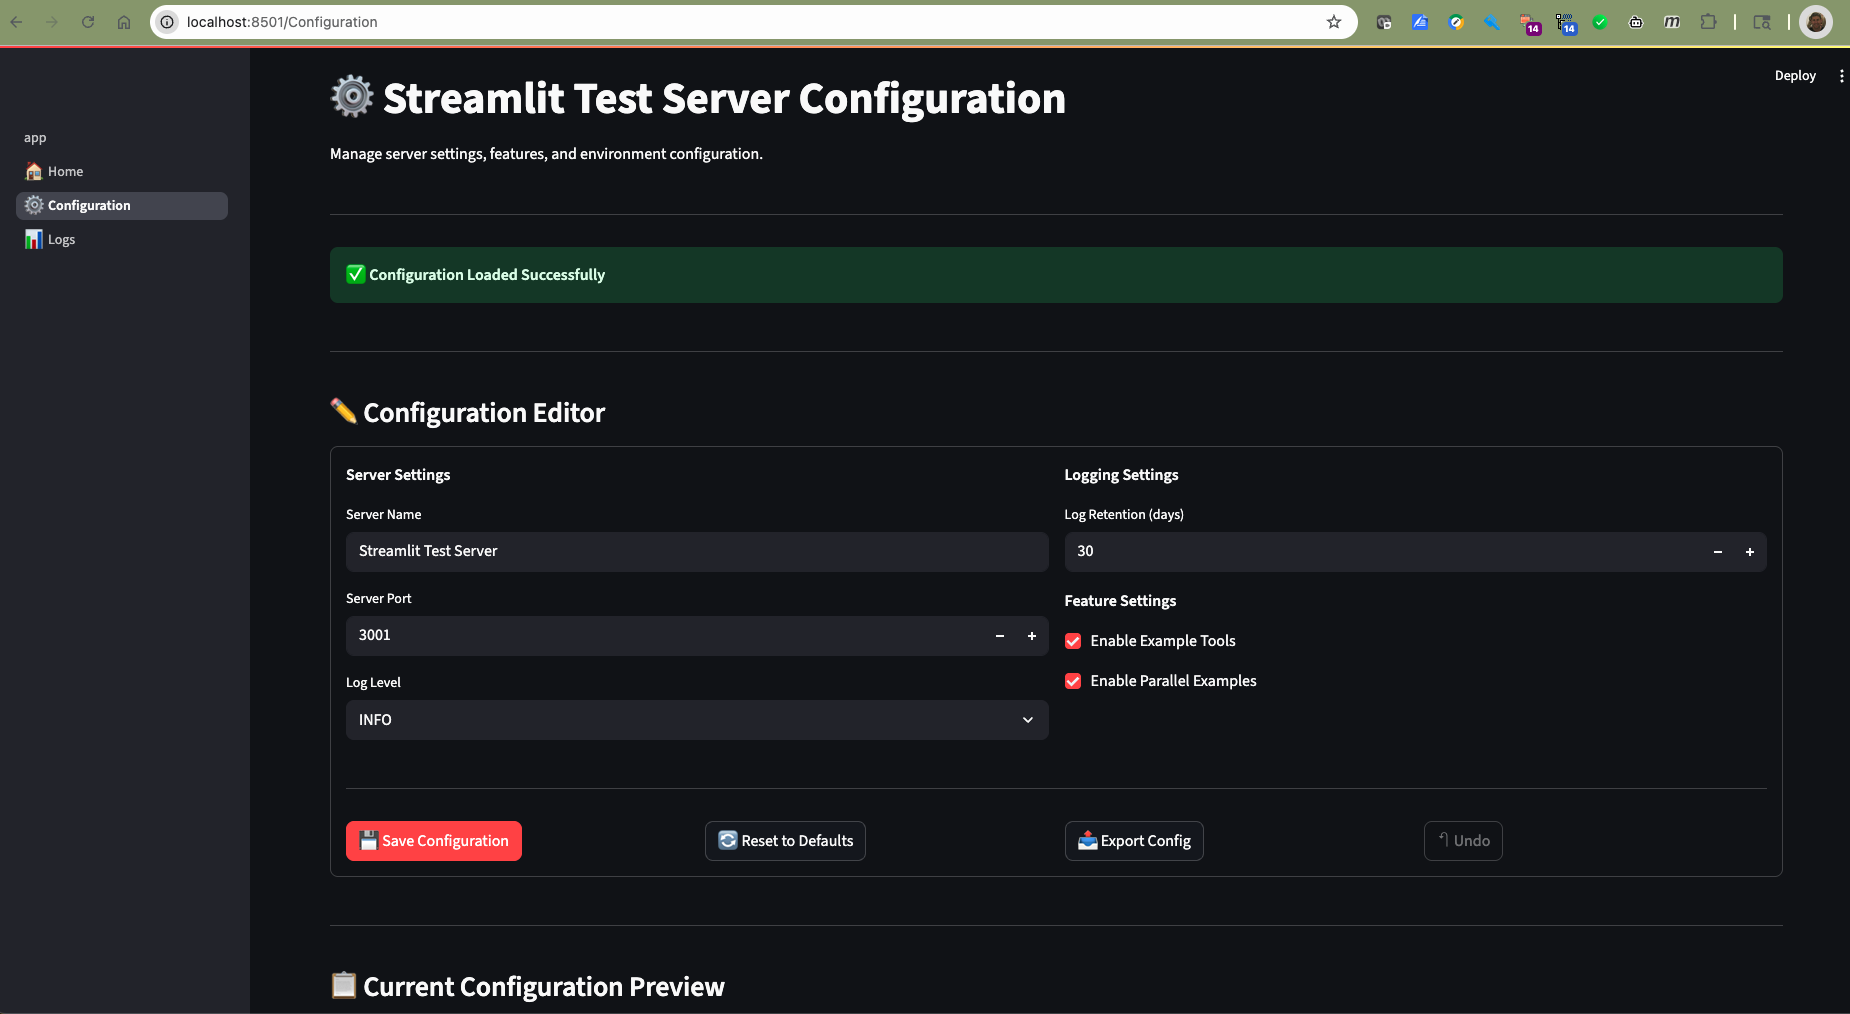 localhost:8501/Configuration
14
14
m
Deploy
app
Home
Configuration
Logs
Streamlit Test Server Configuration
Manage server settings, features, and environment configuration.
Configuration Loaded Successfully
Configuration Editor
Server Settings
Server Name
Streamlit Test Server
Server Port
3001
Log Level
INFO
Logging Settings
Log Retention (days)
30
Feature Settings
Enable Example Tools
Enable Parallel Examples
Save Configuration
Reset to Defaults
Export Config
Undo
Current Configuration Preview